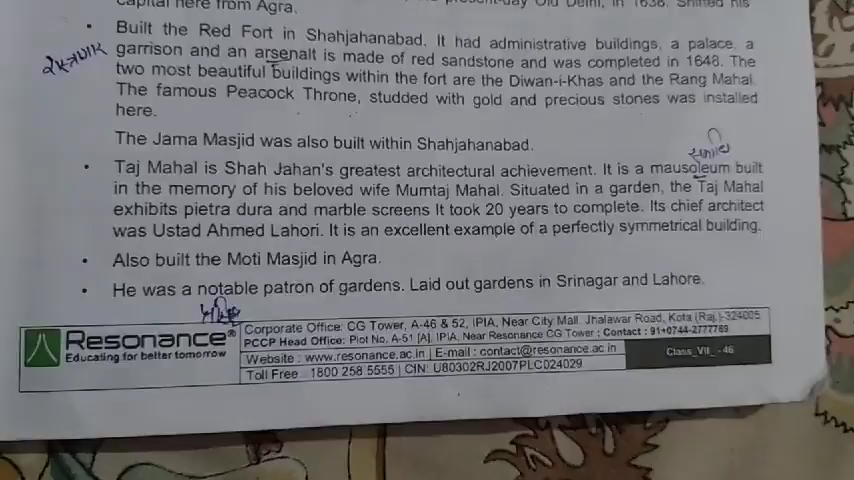 capital here from Agra.
present-day Old Delhi, in 1638. Shifted his
Built the Red Fort in Shahjahanabad. It had administrative buildings, a palace, a
garrison and an arsenalt is made of red sandstone and was completed in 1648. The
two most beautiful buildings within the fort are the Diwan-i-Khas and the Rang Mahal.
The famous Peacock Throne, studded with gold and precious stones was installed
here.
The Jama Masjid was also built within Shahjahanabad.
Taj Mahal is Shah Jahan's greatest architectural achievement. It is a mausoleum built
in the memory of his beloved wife Mumtaj Mahal. Situated in a garden, the Taj Mahal
exhibits pietra dura and marble screens It took 20 years to complete. Its chief architect
was Ustad Ahmed Lahori. It is an excellent example of a perfectly symmetrical building.
Also built the Moti Masjid in Agra.
He was a notable patron of gardens. Laid out gardens in Srinagar and Lahore.
Resonance®
Educating for better tomorrow
Corporate Office: CG Tower, A-46 & 52, IPIA, Near City Mall, Jhalawar Road, Kota (Raj.)-324005
PCCP Head Office: Plot No. A-51 [A], IPIA, Near Resonance CG Tower ; Contact : 91+0744-2777769
Website : www.resonance.ac.in | E-mail : contact@resonance.ac.in
Toll Free : 1800 258 5555 | CIN: U80302RJ2007PLC024029
Class_VII_-46